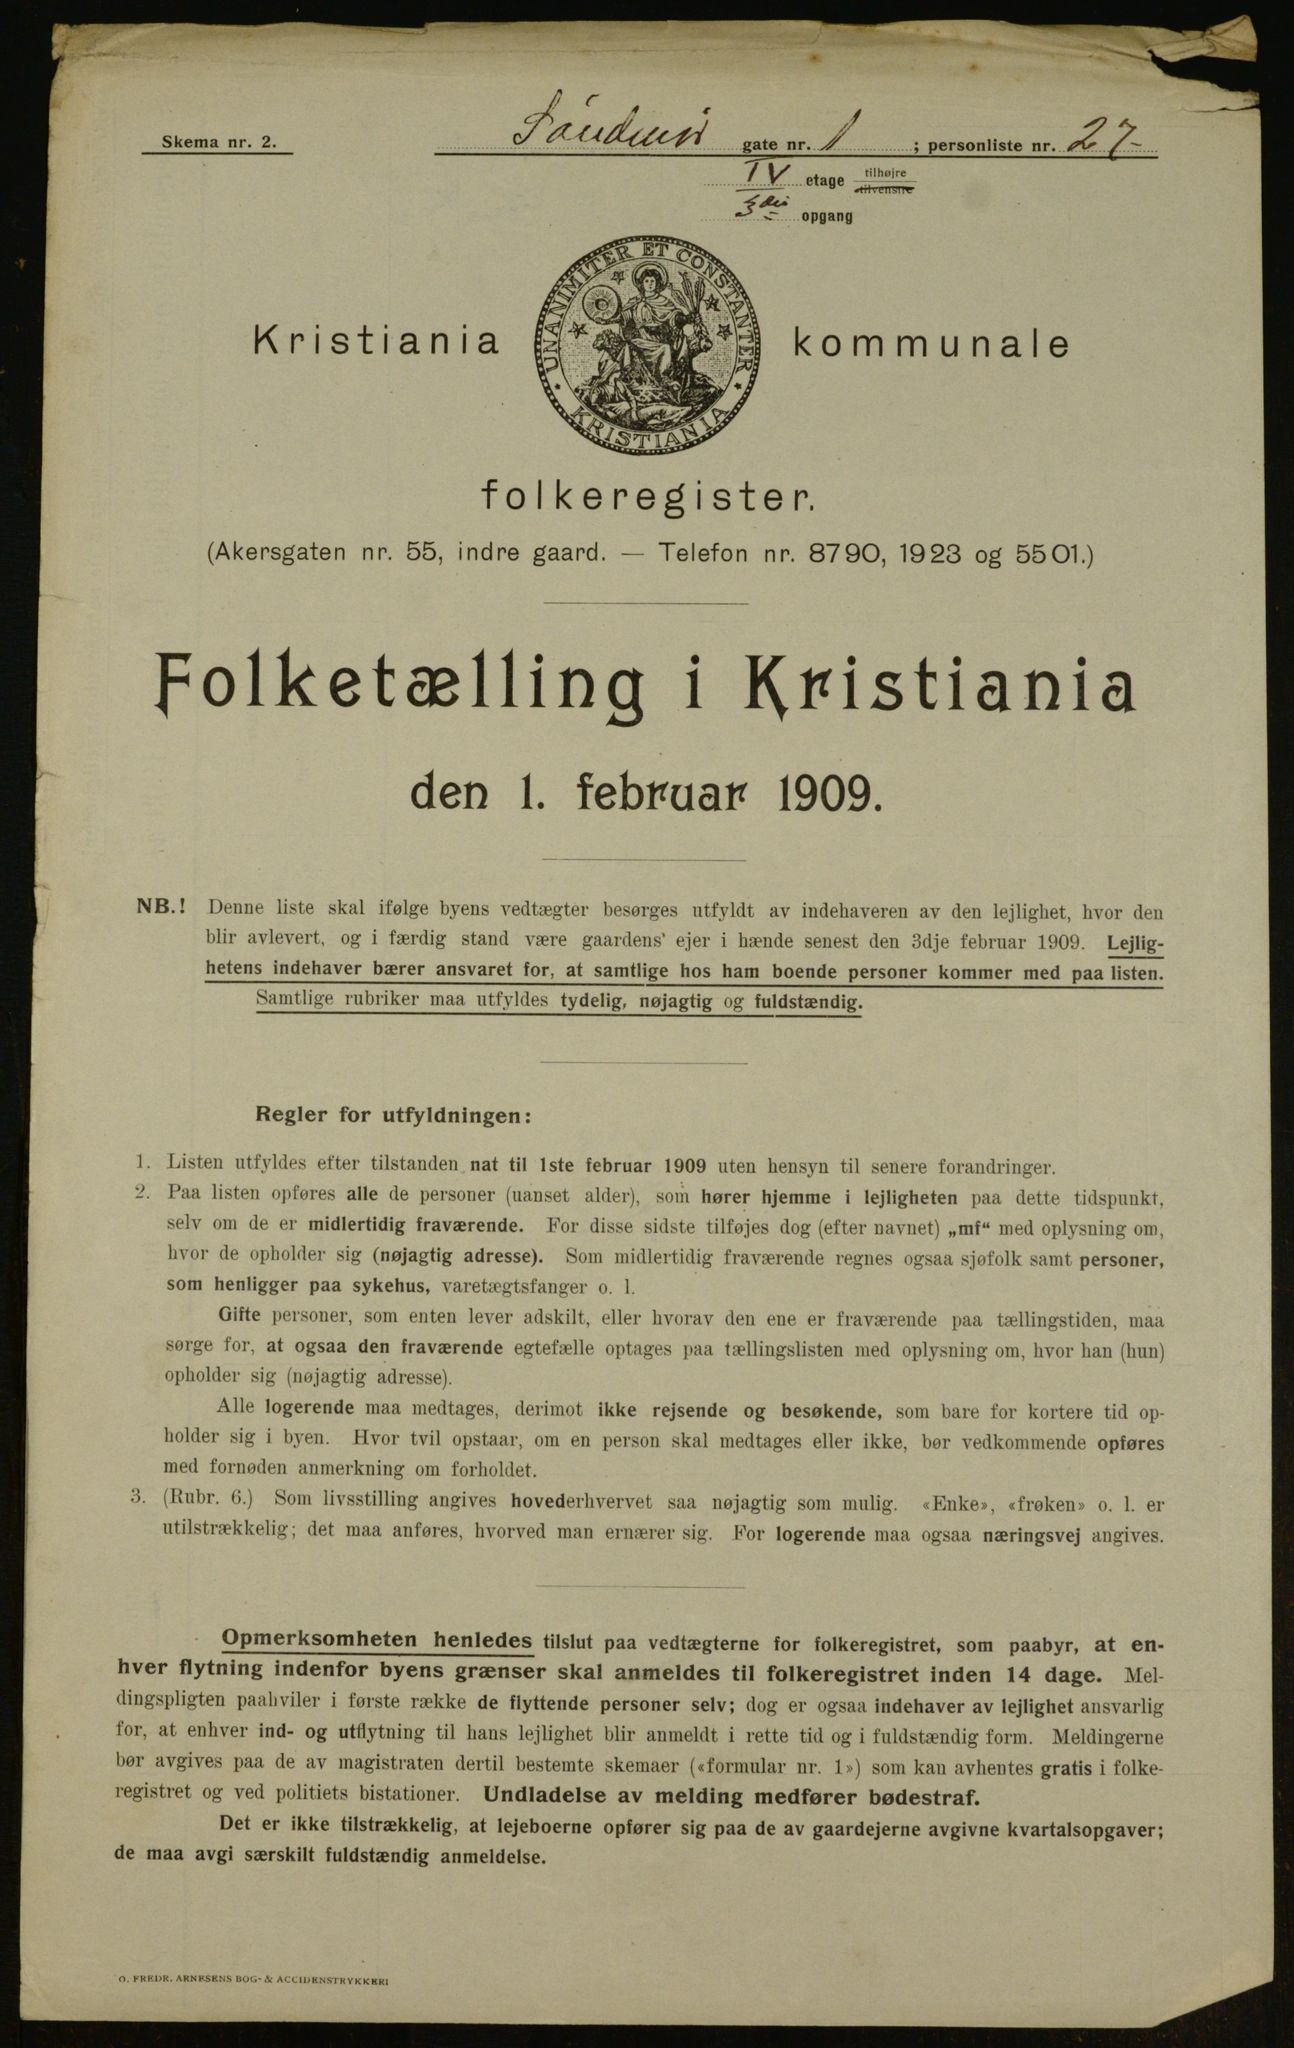 Skema nr. 2.
Söndmör gate nr. 1 ; personliste nr. 27
IV etage tilhøjre tilvenstre
3die opgang
UNANIMITER ET CONSTANTER
KRISTIANIA
Kristiania kommunale
folkeregister.
(Akersgaten nr. 55, indre gaard. — Telefon nr. 8790, 1923 og 5501.)
Folketælling i Kristiania
den 1. februar 1909.
NB.! Denne liste skal ifølge byens vedtægter besørges utfyldt av indehaveren av den lejlighet, hvor den
blir avlevert, og i færdig stand være gaardens' ejer i hænde senest den 3dje februar 1909. Lejlig-
hetens indehaver bærer ansvaret for, at samtlige hos ham boende personer kommer med paa listen.
Samtlige rubriker maa utfyldes tydelig, nøjagtig og fuldstændig.
Regler for utfyldningen:
1. Listen utfyldes efter tilstanden nat til 1ste februar 1909 uten hensyn til senere forandringer.
2. Paa listen opføres alle de personer (uanset alder), som hører hjemme i lejligheten paa dette tidspunkt,
selv om de er midlertidig fraværende. For disse sidste tilføjes dog (efter navnet) „mf“ med oplysning om,
hvor de opholder sig (nøjagtig adresse). Som midlertidig fraværende regnes ogsaa sjøfolk samt personer,
som henligger paa sykehus, varetægtsfanger o. l.
Gifte personer, som enten lever adskilt, eller hvorav den ene er fraværende paa tællingstiden, maa
sørge for, at ogsaa den fraværende egtefælle optages paa tællingslisten med oplysning om, hvor han (hun)
opholder sig (nøjagtig adresse).
Alle logerende maa medtages, derimot ikke rejsende og besøkende, som bare for kortere tid op-
holder sig i byen. Hvor tvil opstaar, om en person skal medtages eller ikke, bør vedkommende opføres
med fornøden anmerkning om forholdet.
3. (Rubr. 6.) Som livsstilling angives hovederhvervet saa nøjagtig som mulig. «Enke», «frøken» o. l. er
utilstrækkelig; det maa anføres, hvorved man ernærer sig. For logerende maa ogsaa næringsvej angives.
Opmerksomheten henledes tilslut paa vedtægterne for folkeregistret, som paabyr, at en-
hver flytning indenfor byens grænser skal anmeldes til folkeregistret inden 14 dage. Mel-
dingspligten paahviler i første række de flyttende personer selv; dog er ogsaa indehaver av lejlighet ansvarlig
for, at enhver ind- og utflytning til hans lejlighet blir anmeldt i rette tid og i fuldstændig form. Meldingerne
bør avgives paa de av magistraten dertil bestemte skemaer («formular nr. 1») som kan avhentes gratis i folke-
registret og ved politiets bistationer. Undladelse av melding medfører bødestraf.
Det er ikke tilstrækkelig, at lejeboerne opfører sig paa de av gaardejerne avgivne kvartalsopgaver;
de maa avgi særskilt fuldstændig anmeldelse.
O. FREDR. ARNESENS BOG- & ACCIDENSTRYKKERI